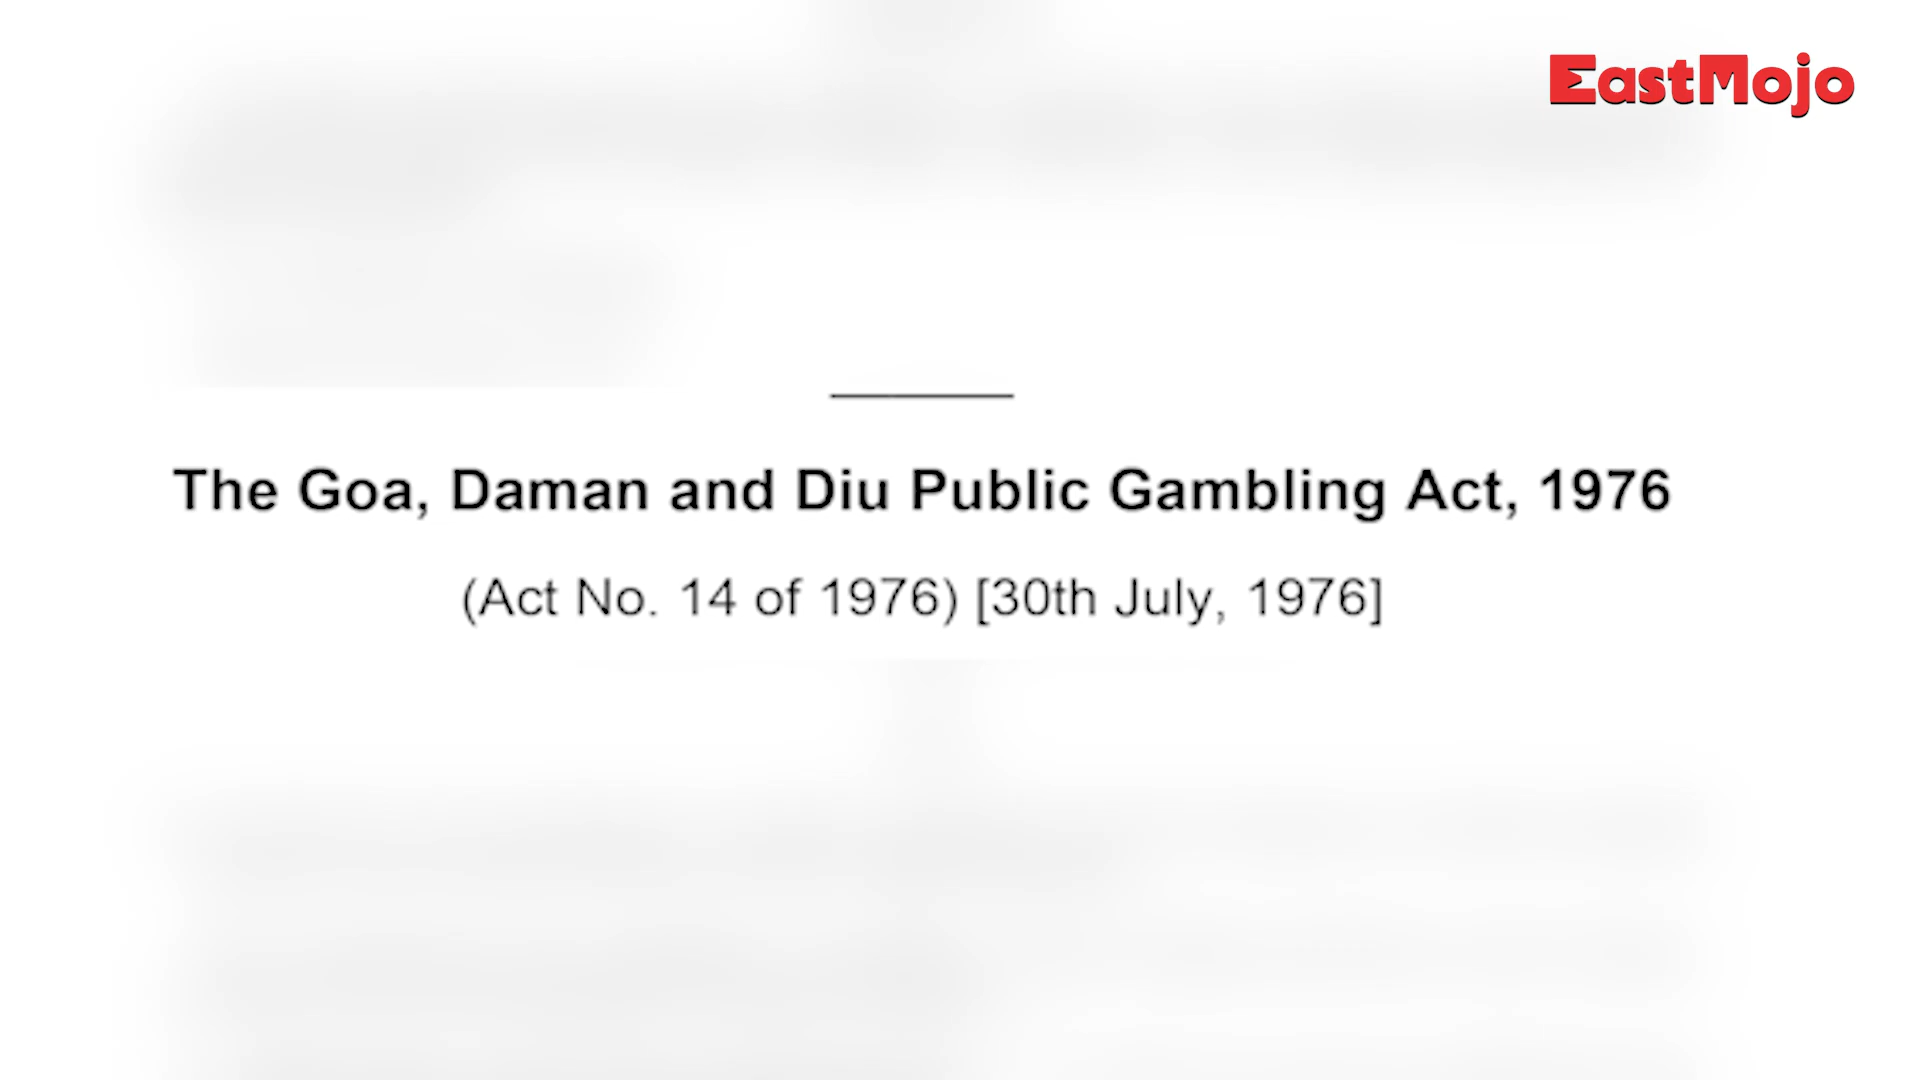 EastMojo
The Goa, Daman and Diu Public Gambling Act, 1976
(Act No. 14 of 1976) [30th July, 1976]